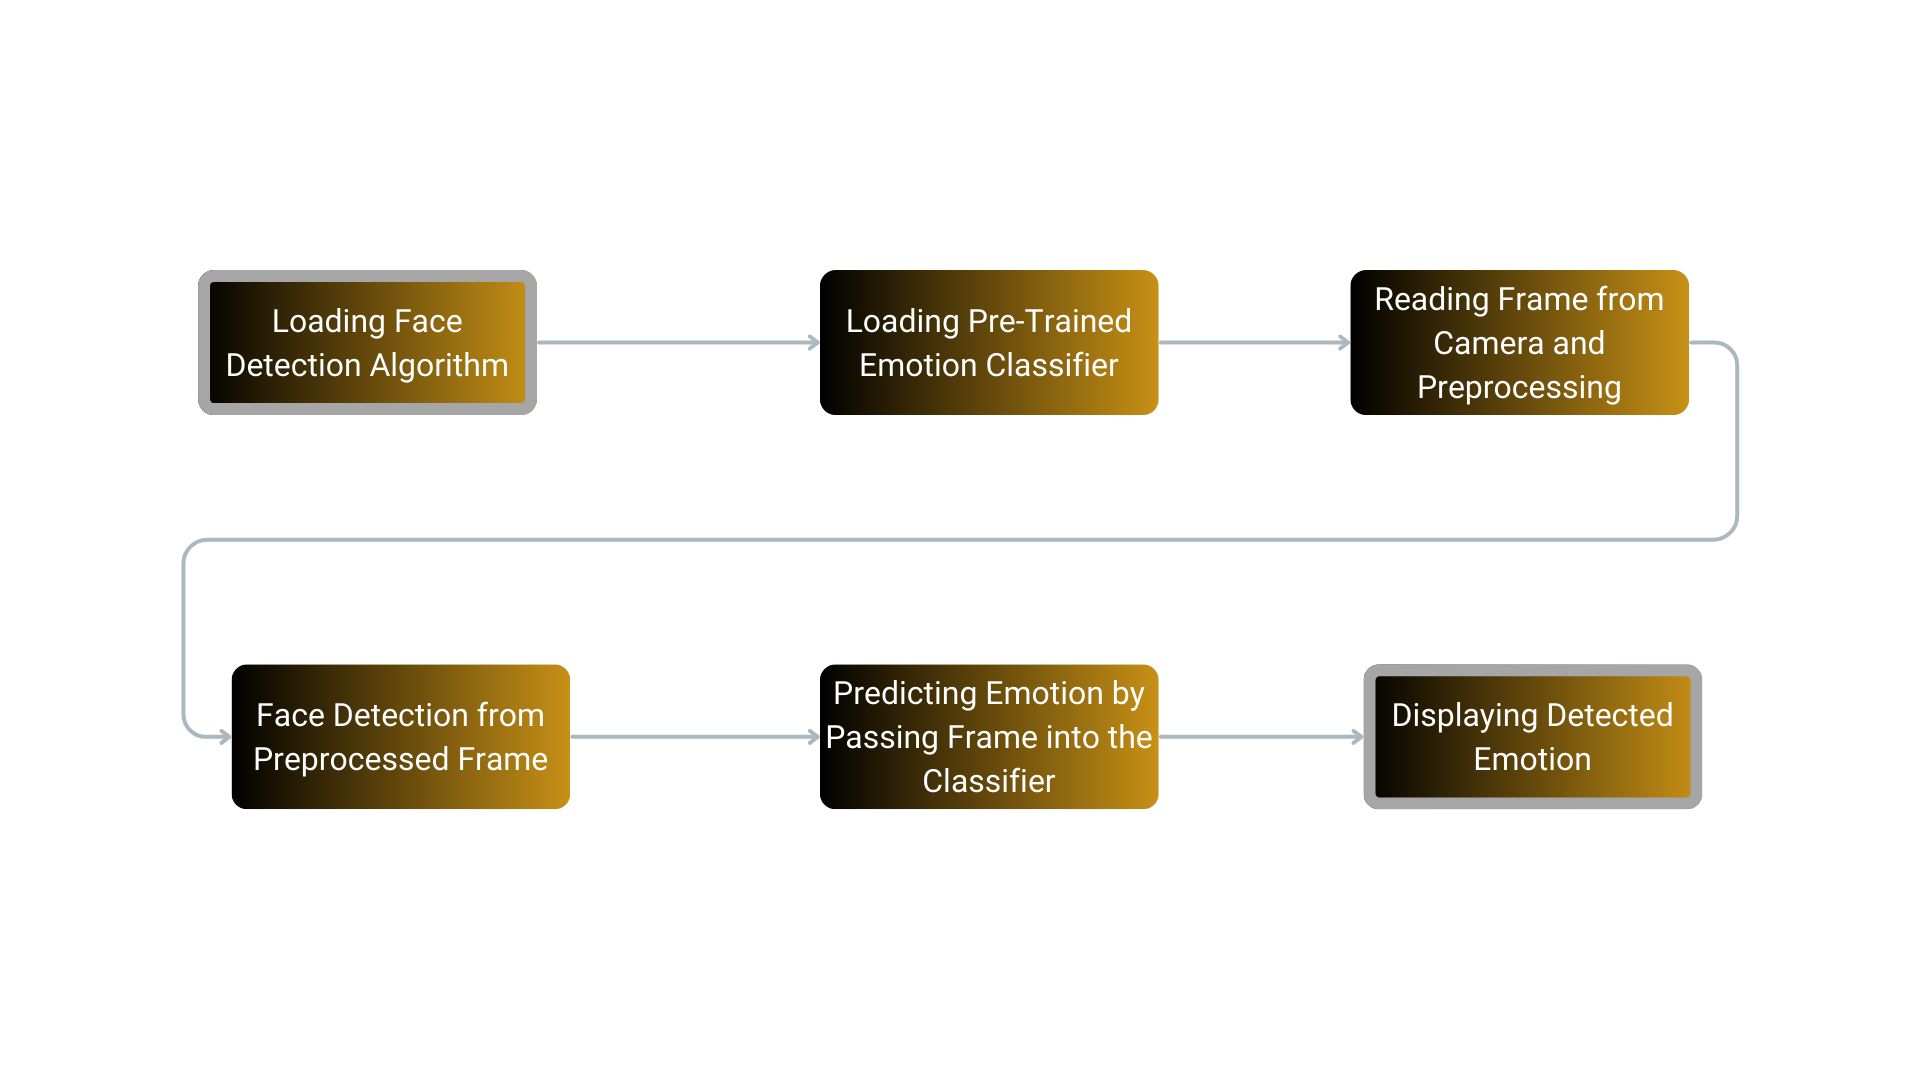 Loading Face
Detection Algorithm
Loading Pre-Trained
Emotion Classifier
Reading Frame from
Camera and
Preprocessing
Face Detection from
Preprocessed Frame
Predicting Emotion by
Passing Frame into the
Classifier
Displaying Detected
Emotion